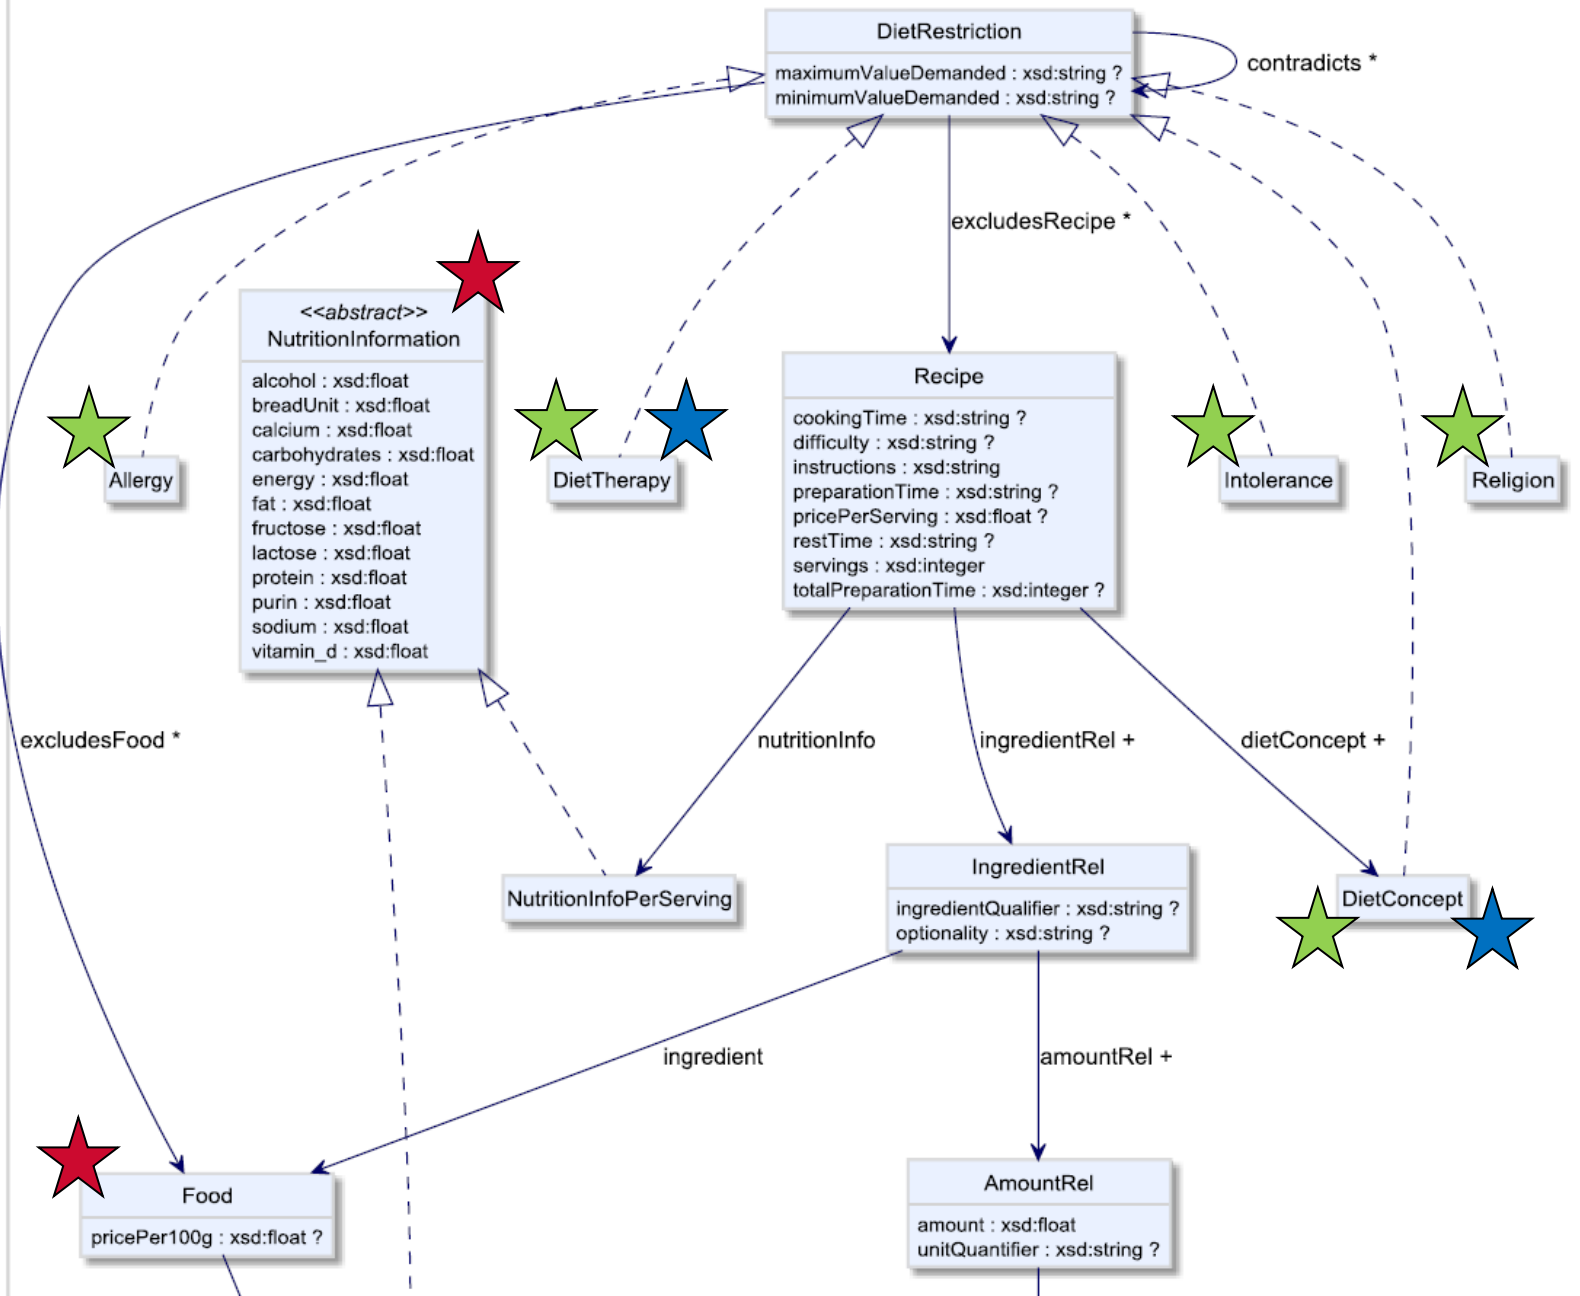 DietRestriction
maximumValueDemanded : xsd:string ?
minimumValueDemanded : xsd:string ?
contradicts *
excludesRecipe *
<<abstract>>
NutritionInformation
alcohol : xsd:float
breadUnit : xsd:float
calcium : xsd:float
carbohydrates : xsd:float
energy : xsd:float
fat : xsd:float
fructose : xsd:float
lactose : xsd:float
protein : xsd:float
purin : xsd:float
sodium : xsd:float
vitamin_d : xsd:float
Allergy
DietTherapy
Recipe
cookingTime : xsd:string ?
difficulty : xsd:string ?
instructions : xsd:string
preparationTime : xsd:string ?
pricePerServing : xsd:float ?
restTime : xsd:string ?
servings : xsd:integer
totalPreparationTime : xsd:integer ?
Intolerance
Religion
excludesFood *
nutritionInfo
ingredientRel +
dietConcept +
NutritionInfoPerServing
IngredientRel
ingredientQualifier : xsd:string ?
optionality : xsd:string ?
DietConcept
ingredient
amountRel +
Food
pricePer100g : xsd:float ?
AmountRel
amount : xsd:float
unitQuantifier : xsd:string ?